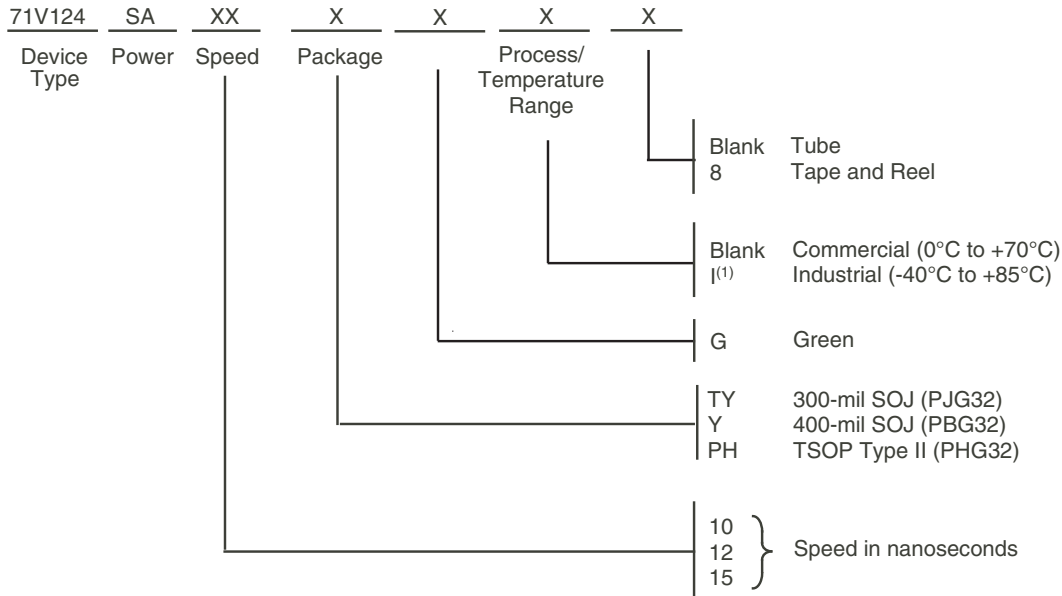 71V124 SA XX X X X X
Device Type Power Speed Package Process/ Temperature Range
Blank Tube
8 Tape and Reel
Blank Commercial (0°C to +70°C)
I(1) Industrial (-40°C to +85°C)
G Green
TY 300-mil SOJ (PJG32)
Y 400-mil SOJ (PBG32)
PH TSOP Type II (PHG32)
10
12 Speed in nanoseconds
15